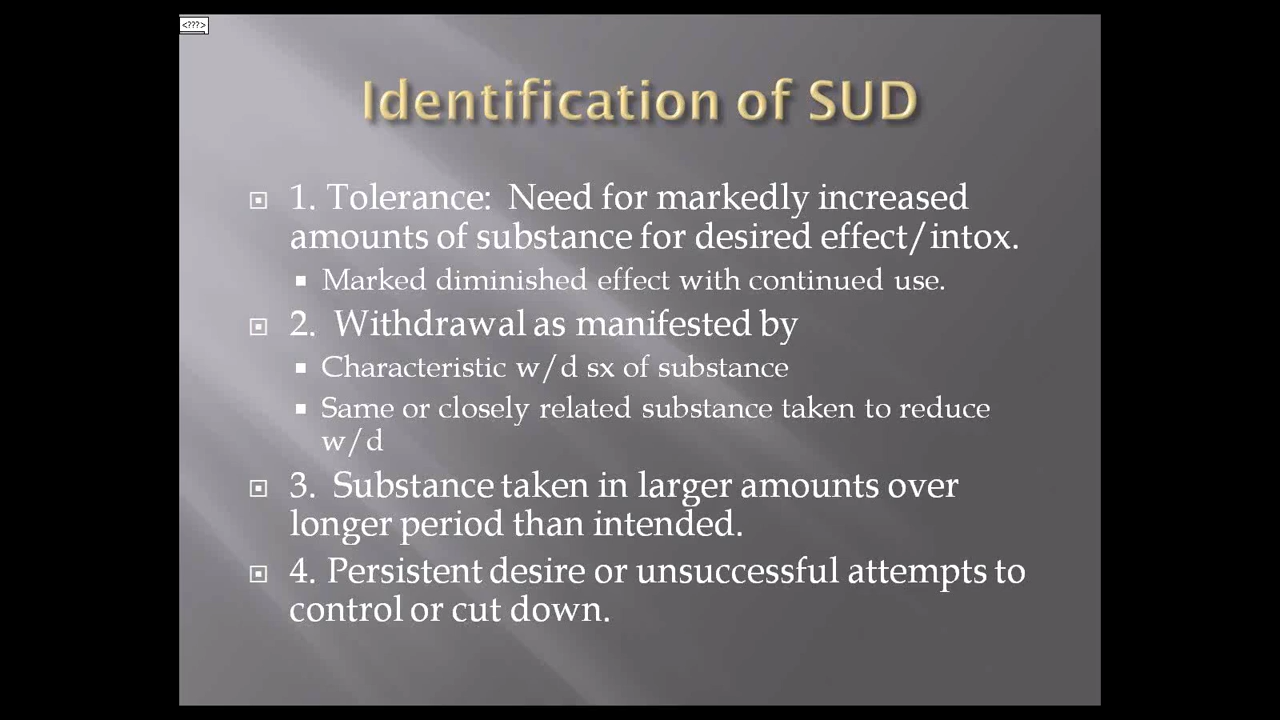 <???>
Identification of SUD
1. Tolerance: Need for markedly increased
amounts of substance for desired effect/intox.
Marked diminished effect with continued use.
2. Withdrawal as manifested by
Characteristic w/d sx of substance
Same or closely related substance taken to reduce
w/d
3. Substance taken in larger amounts over
longer period than intended.
4. Persistent desire or unsuccessful attempts to
control or cut down.